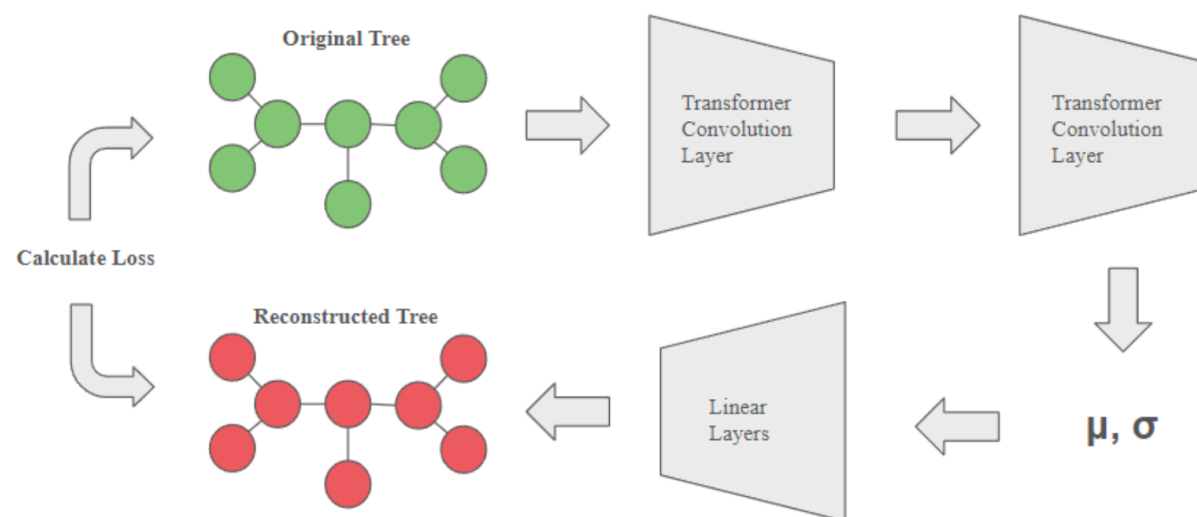 Original Tree
Transformer
Convolution
Layer
Transformer
Convolution
Layer
Calculate Loss
Reconstructed Tree
Linear
Layers
μ, σ